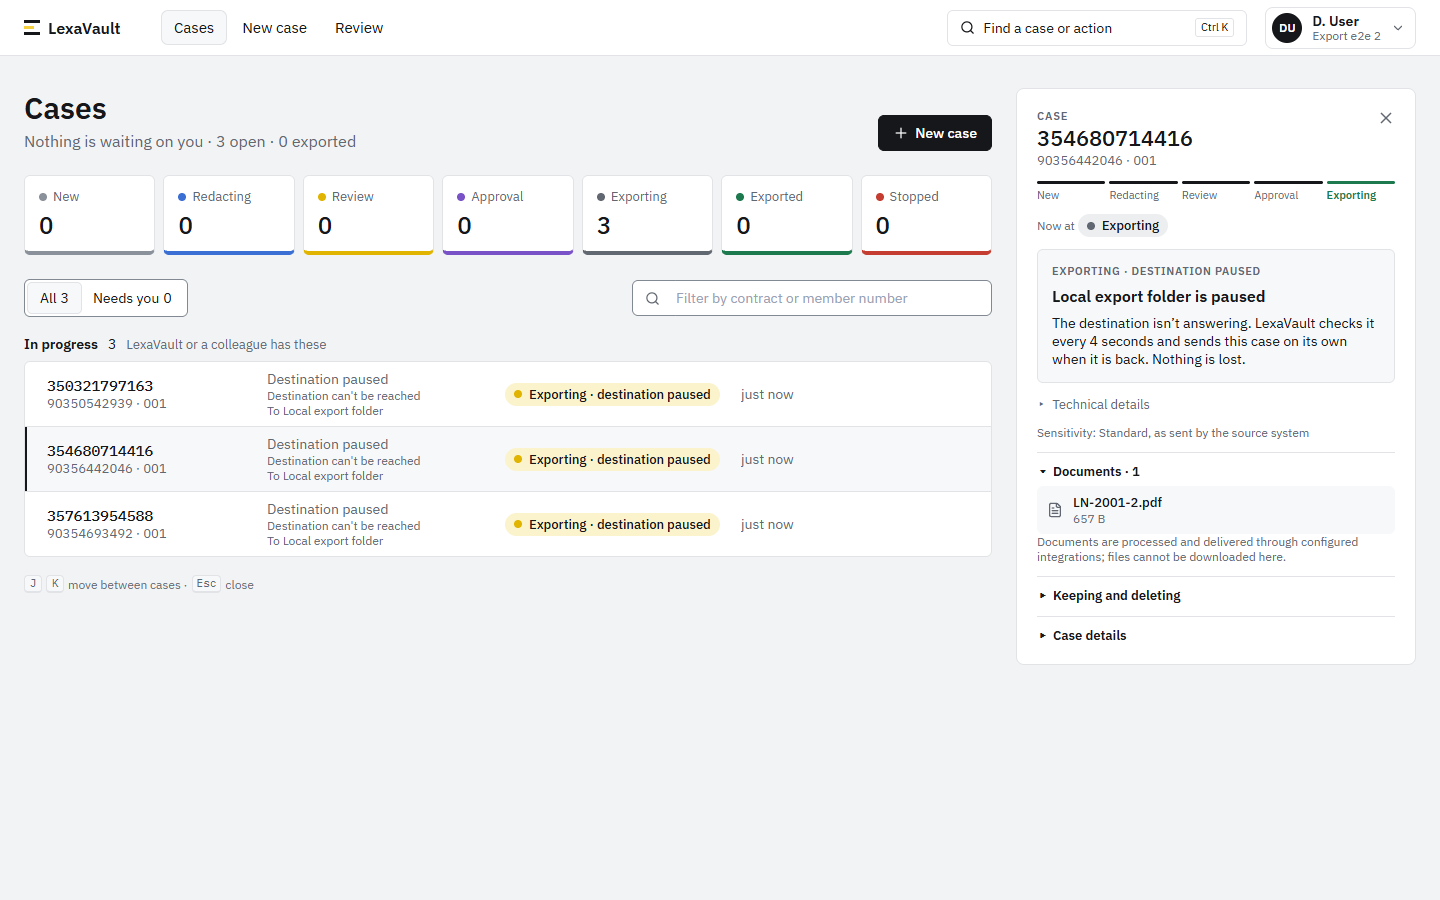 LexaVault
Cases
New case
Review
Find a case or action
Ctrl K
DU
D. User
Export e2e 2
Cases
Nothing is waiting on you · 3 open · 0 exported
New case
New
0
Redacting
0
Review
0
Approval
0
Exporting
3
Exported
0
Stopped
0
All 3
Needs you 0
Filter by contract or member number
In progress 3 LexaVault or a colleague has these
350321797163
90350542939 · 001
Destination paused
Destination can't be reached
To Local export folder
Exporting · destination paused
just now
354680714416
90356442046 · 001
Destination paused
Destination can't be reached
To Local export folder
Exporting · destination paused
just now
357613954588
90354693492 · 001
Destination paused
Destination can't be reached
To Local export folder
Exporting · destination paused
just now
J K move between cases · Esc close
CASE
354680714416
90356442046 · 001
New
Redacting
Review
Approval
Exporting
Now at Exporting
EXPORTING · DESTINATION PAUSED
Local export folder is paused
The destination isn’t answering. LexaVault checks it
every 4 seconds and sends this case on its own
when it is back. Nothing is lost.
Technical details
Sensitivity: Standard, as sent by the source system
Documents · 1
LN-2001-2.pdf
657 B
Documents are processed and delivered through configured
integrations; files cannot be downloaded here.
Keeping and deleting
Case details